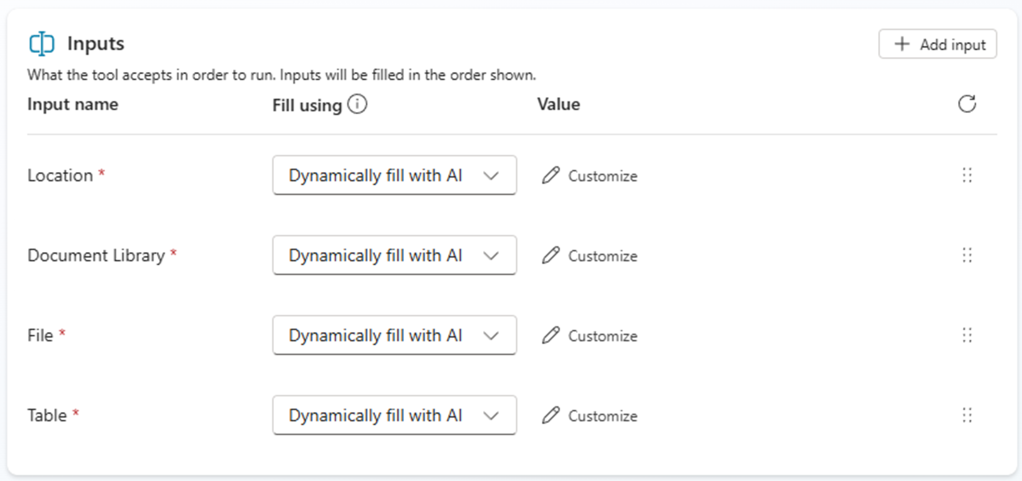 Inputs
Add input
What the tool accepts in order to run. Inputs will be filled in the order shown.
Input name Fill using Value
Location * Dynamically fill with AI Customize
Document Library * Dynamically fill with AI Customize
File * Dynamically fill with AI Customize
Table * Dynamically fill with AI Customize